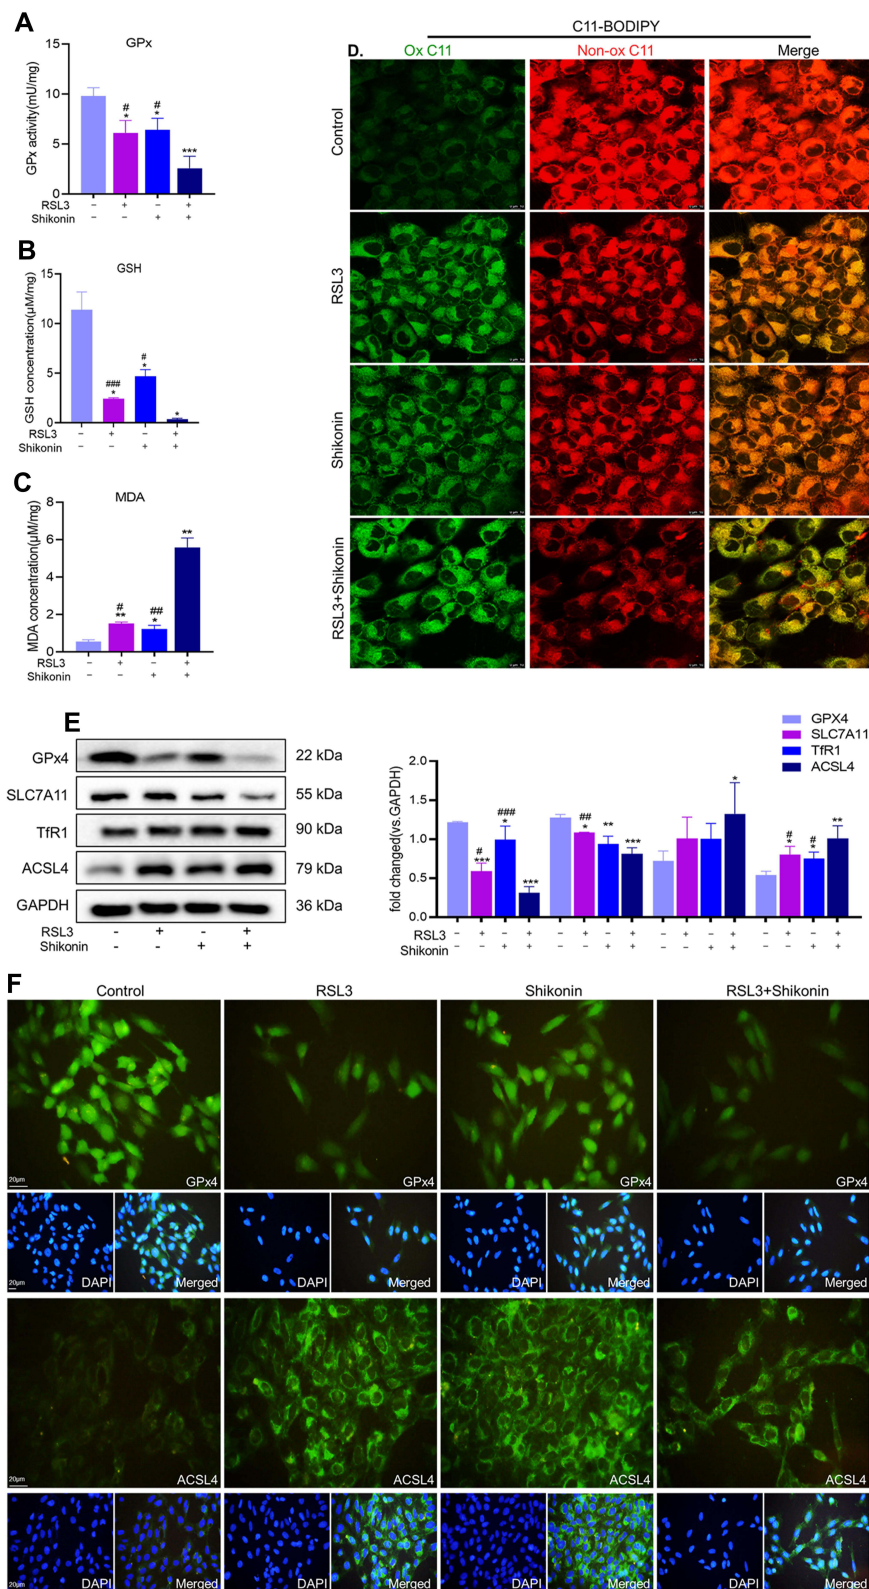 A
GPx
GPx activity(mU/mg)
15
10
5
0
# *
# *
***
RSL3 − + − +
Shikonin − − + +
B
GSH
GSH concentration(μM/mg)
15
10
5
0
### *
# *
*
RSL3 − + − +
Shikonin − − + +
C
MDA
MDA concentration(μM/mg)
8
6
4
2
0
# **
## *
**
RSL3 − + − +
Shikonin − − + +
C11-BODIPY
D.
Ox C11 Non-ox C11 Merge
Control
RSL3
Shikonin
RSL3+Shikonin
E
GPx4 22 kDa
SLC7A11 55 kDa
TfR1 90 kDa
ACSL4 79 kDa
GAPDH 36 kDa
RSL3 - + - +
Shikonin - - + +
GPX4
SLC7A11
TfR1
ACSL4
fold changed(vs.GAPDH)
2.0
1.5
1.0
0.5
0.0
# ***
### *
***
## *
**
***
*
# *
# *
**
RSL3 − + − + − + − + − + − + − + − +
Shikonin − − + + − − + + − − + + − − + +
F
Control RSL3 Shikonin RSL3+Shikonin
20μm
GPx4 GPx4 GPx4 GPx4
20μm
DAPI Merged DAPI Merged DAPI Merged DAPI Merged
20μm
ACSL4 ACSL4 ACSL4 ACSL4
20μm
DAPI Merged DAPI Merged DAPI Merged DAPI Merged